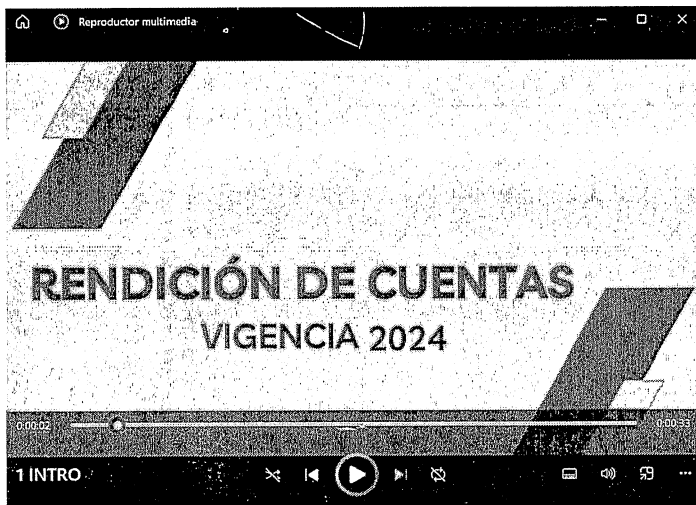 Reproductor multimedia
RENDICIÓN DE CUENTAS
VIGENCIA 2024
0:00:02
0:00:33
1 INTRO